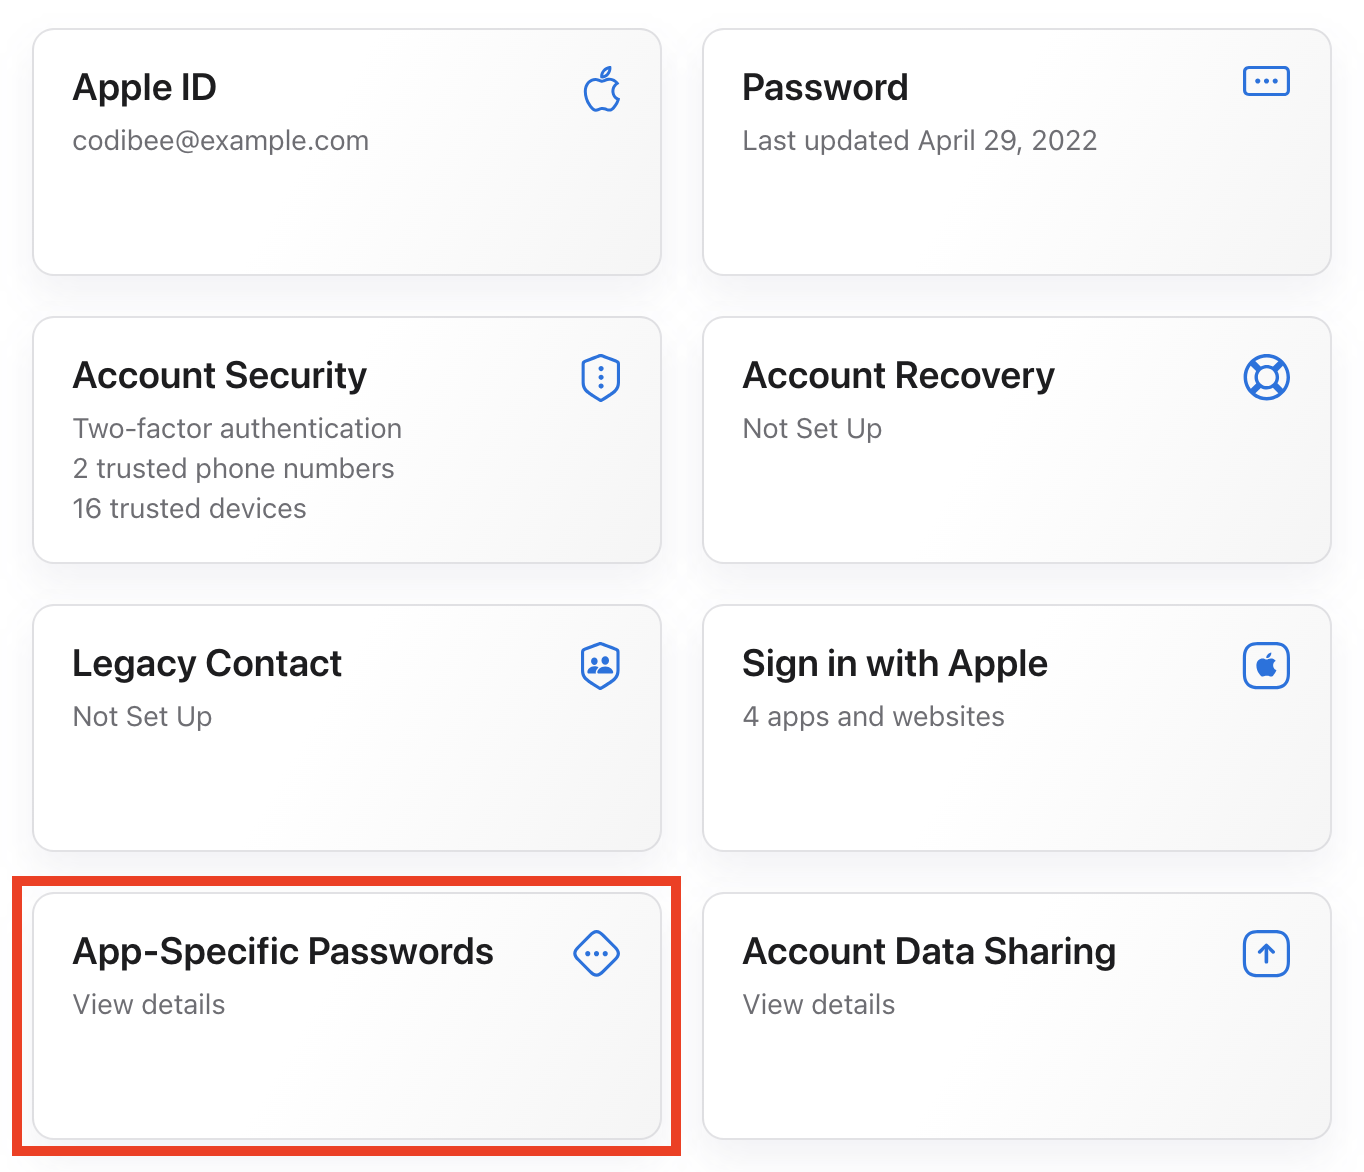 Apple ID
codibee@example.com
Password
Last updated April 29, 2022
Account Security
Two-factor authentication
2 trusted phone numbers
16 trusted devices
Account Recovery
Not Set Up
Legacy Contact
Not Set Up
Sign in with Apple
4 apps and websites
App-Specific Passwords
View details
Account Data Sharing
View details